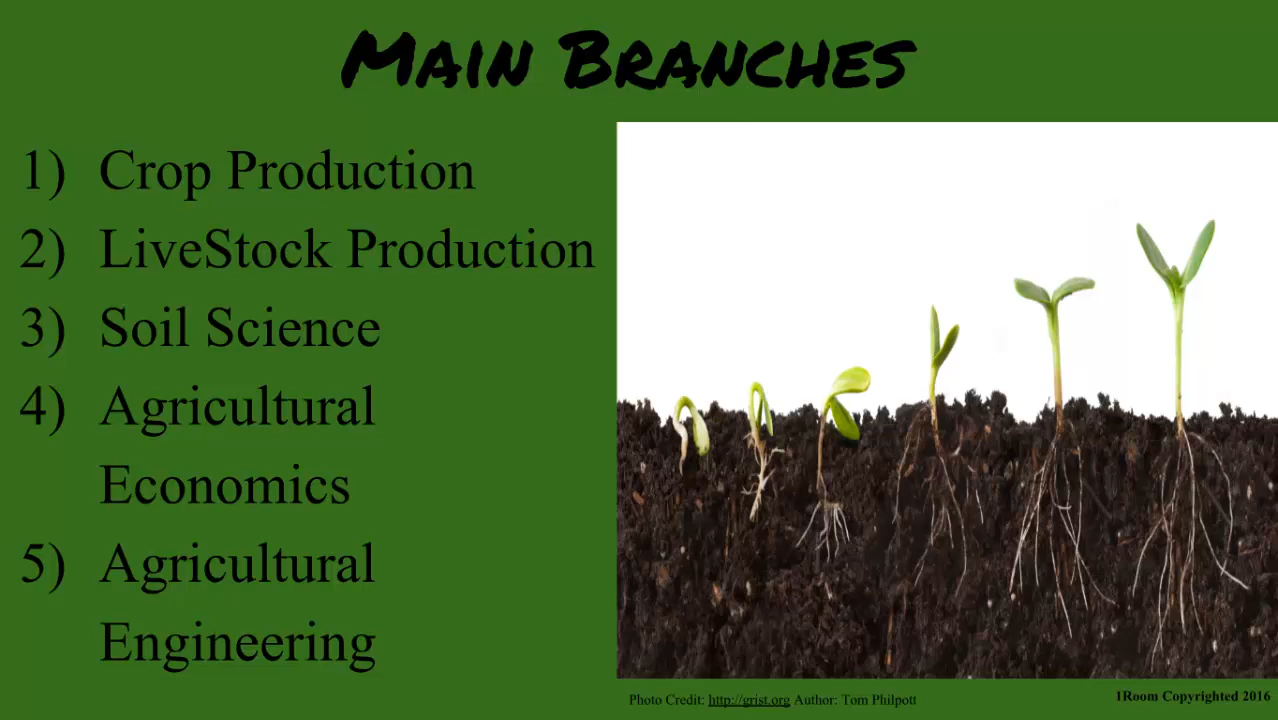 Main Branches
1) Crop Production
2) LiveStock Production
3) Soil Science
4) Agricultural
Economics
5) Agricultural
Engineering
Photo Credit: http://grist.org Author: Tom Philpott
1Room Copyrighted 2016